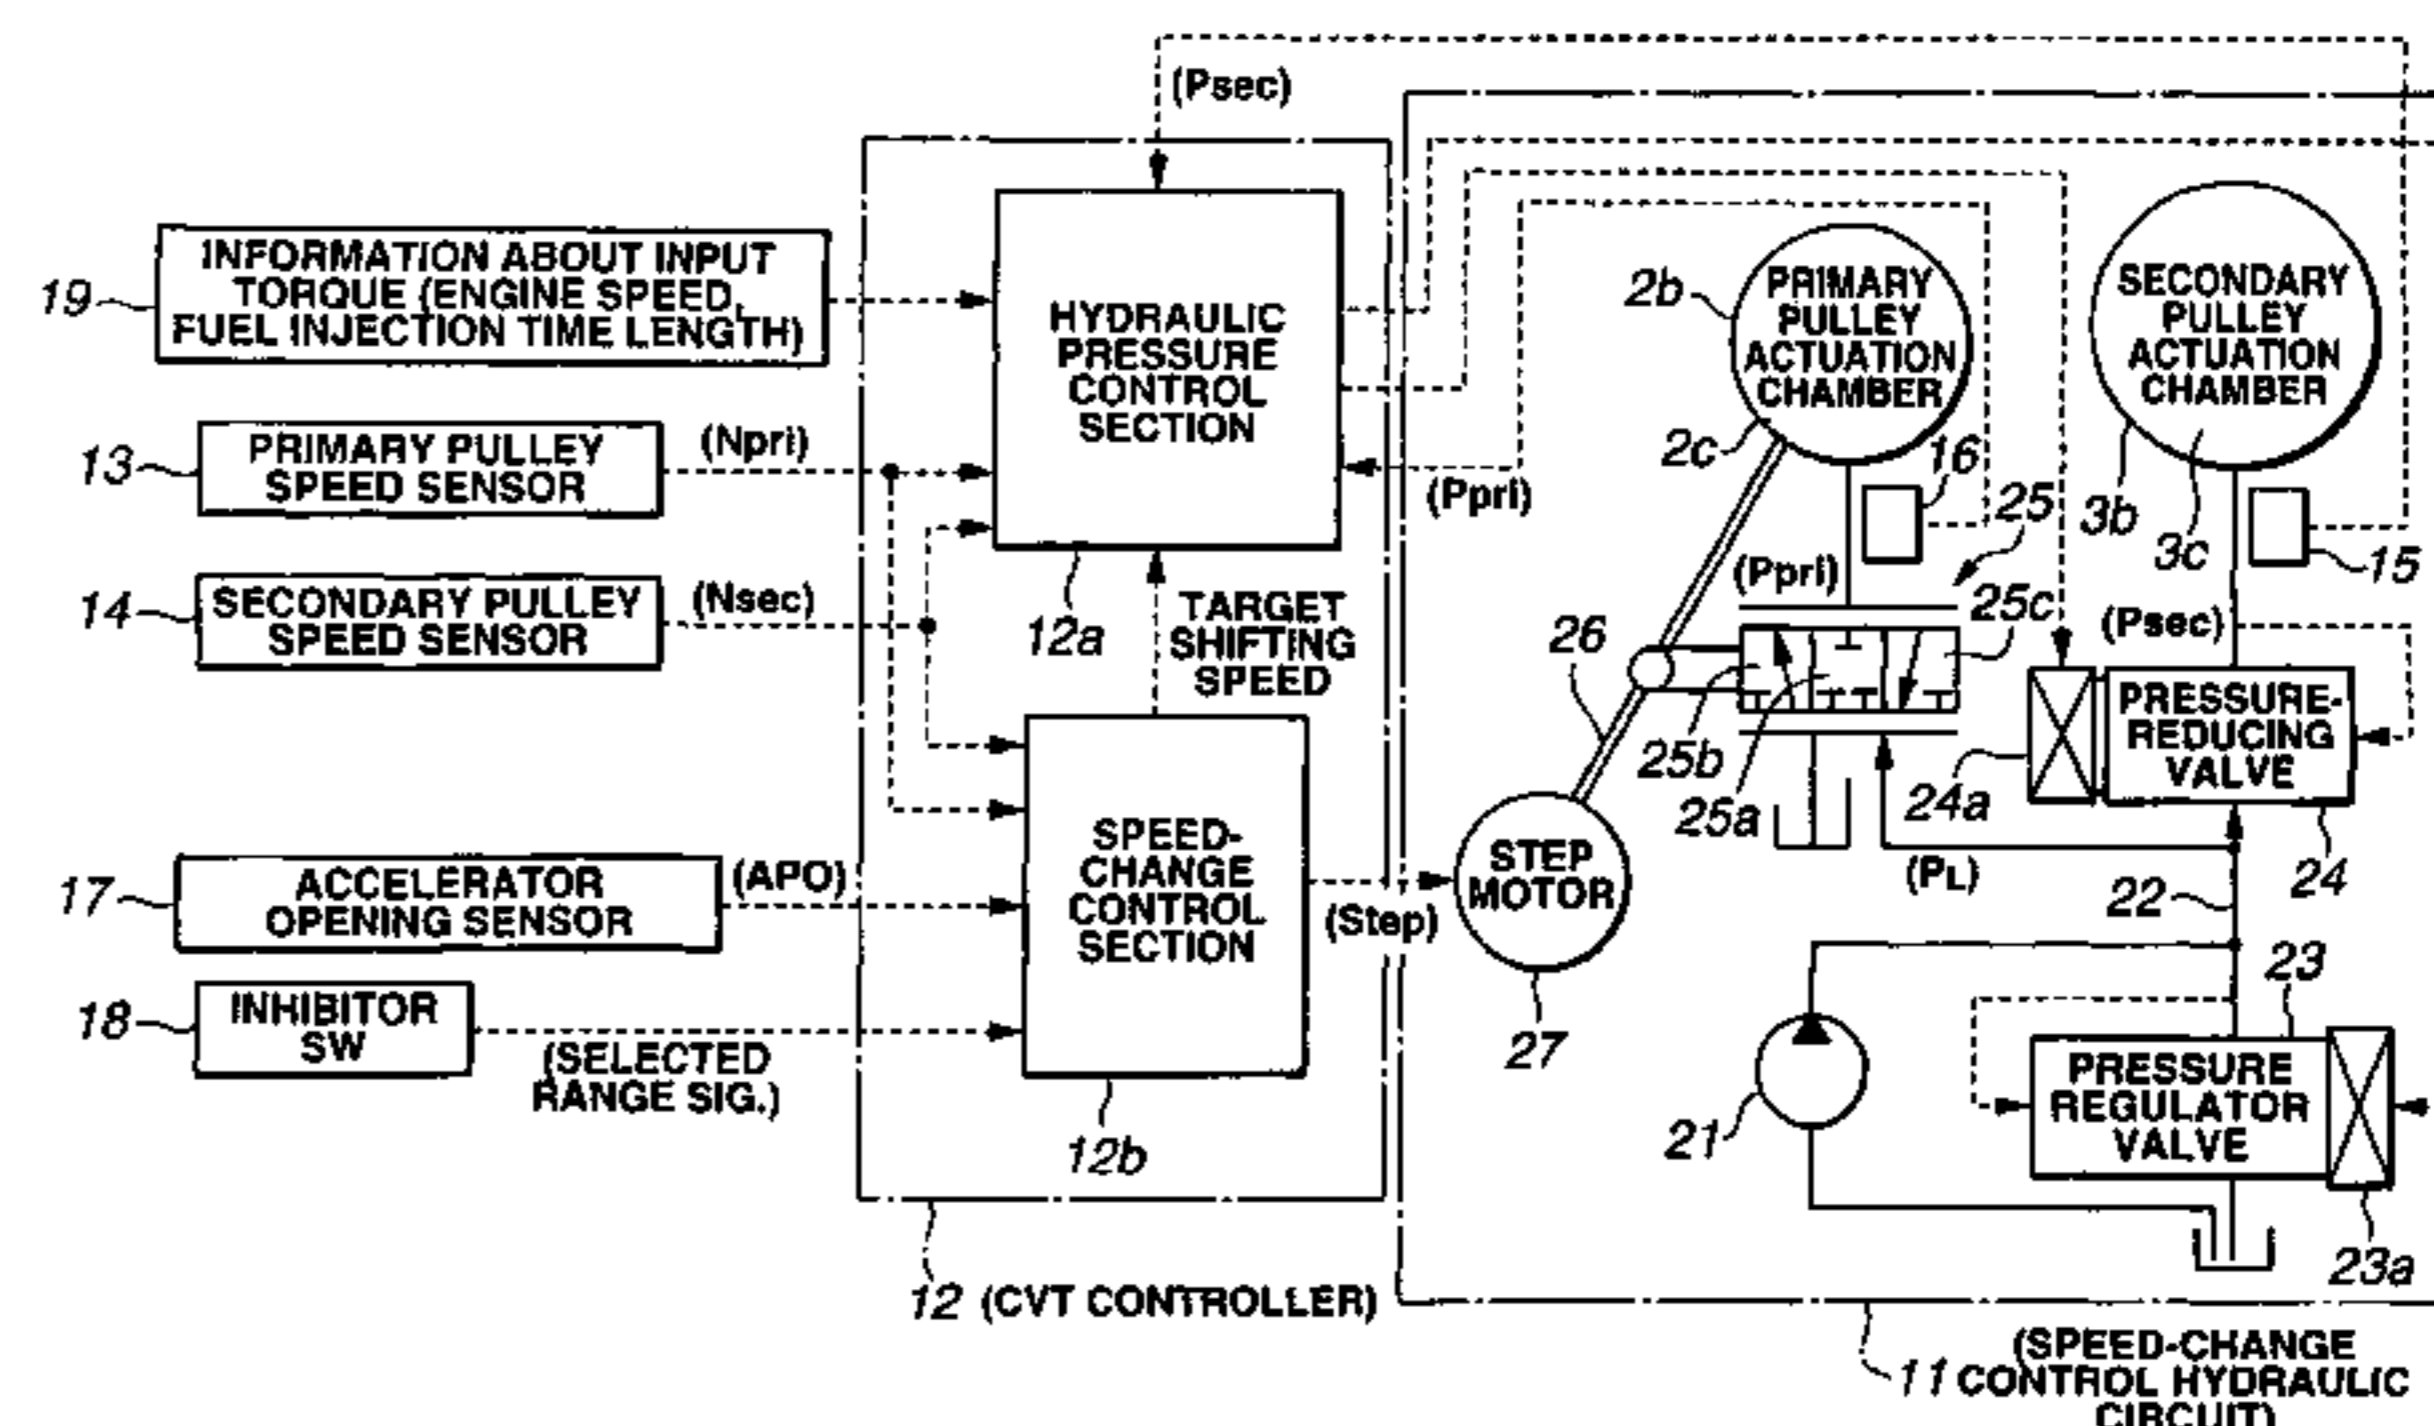 (Psec)
19
INFORMATION ABOUT INPUT
TORQUE (ENGINE SPEED,
FUEL INJECTION TIME LENGTH)
13
PRIMARY PULLEY
SPEED SENSOR
(Npri)
14
SECONDARY PULLEY
SPEED SENSOR
(Nsec)
17
ACCELERATOR
OPENING SENSOR
(APO)
18
INHIBITOR
SW
(SELECTED
RANGE SIG.)
HYDRAULIC
PRESSURE
CONTROL
SECTION
12a
TARGET
SHIFTING
SPEED
SPEED-
CHANGE
CONTROL
SECTION
12b
12 (CVT CONTROLLER)
(Ppri)
(Step)
STEP
MOTOR
27
26
2b
PRIMARY
PULLEY
ACTUATION
CHAMBER
2c
16
(Ppri)
25
25c
25b
25a
SECONDARY
PULLEY
ACTUATION
CHAMBER
3b
3c
15
(Psec)
PRESSURE-
REDUCING
VALVE
24a
24
(PL)
22
21
23
PRESSURE
REGULATOR
VALVE
23a
11
(SPEED-CHANGE
CONTROL HYDRAULIC
CIRCUIT)